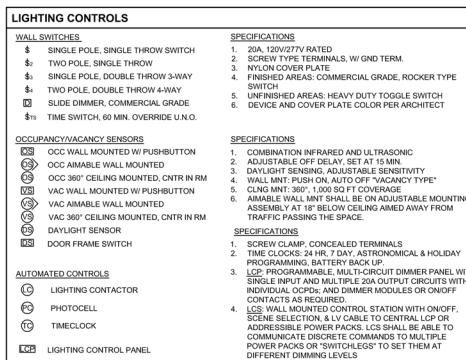 LIGHTING CONTROLS
WALL SWITCHES
$ SINGLE POLE, SINGLE THROW SWITCH
$2 TWO POLE, SINGLE THROW
$3 SINGLE POLE, DOUBLE THROW 3-WAY
$4 TWO POLE, DOUBLE THROW 4-WAY
D SLIDE DIMMER, COMMERCIAL GRADE
$TS TIME SWITCH, 60 MIN. OVERRIDE U.N.O.
SPECIFICATIONS
1. 20A, 120V/277V RATED
2. SCREW TYPE TERMINALS, W/ GND TERM.
3. NYLON COVER PLATE
4. FINISHED AREAS: COMMERCIAL GRADE, ROCKER TYPE
SWITCH
5. UNFINISHED AREAS: HEAVY DUTY TOGGLE SWITCH
6. DEVICE AND COVER PLATE COLOR PER ARCHITECT
OCCUPANCY/VACANCY SENSORS
OS OCC WALL MOUNTED W/ PUSHBUTTON
OS OCC AIMABLE WALL MOUNTED
OS OCC 360° CEILING MOUNTED, CNTR IN RM
VS VAC WALL MOUNTED W/ PUSHBUTTON
VS VAC AIMABLE WALL MOUNTED
VS VAC 360° CEILING MOUNTED, CNTR IN RM
DS DAYLIGHT SENSOR
DS DOOR FRAME SWITCH
SPECIFICATIONS
1. COMBINATION INFRARED AND ULTRASONIC
2. ADJUSTABLE OFF DELAY, SET AT 15 MIN.
3. DAYLIGHT SENSING, ADJUSTABLE SENSITIVITY
4. WALL MNT: PUSH ON, AUTO OFF "VACANCY TYPE"
5. CLNG MNT: 360°, 1,000 SQ FT COVERAGE
6. AIMABLE WALL MNT SHALL BE ON ADJUSTABLE MOUNTING
ASSEMBLY AT 18" BELOW CEILING AIMED AWAY FROM
TRAFFIC PASSING THE SPACE.
AUTOMATED CONTROLS
LC LIGHTING CONTACTOR
PC PHOTOCELL
TC TIMECLOCK
LCP LIGHTING CONTROL PANEL
SPECIFICATIONS
1. SCREW CLAMP, CONCEALED TERMINALS
2. TIME CLOCKS: 24 HR, 7 DAY, ASTRONOMICAL & HOLIDAY
PROGRAMMING, BATTERY BACK UP.
3. LCP: PROGRAMMABLE, MULTI-CIRCUIT DIMMER PANEL WI
SINGLE INPUT AND MULTIPLE 20A OUTPUT CIRCUITS WITH
INDIVIDUAL OCPDs; AND DIMMER MODULES OR ON/OFF
CONTACTS AS REQUIRED.
4. LCS: WALL MOUNTED CONTROL STATION WITH ON/OFF,
SCENE SELECTION, & LV CABLE TO CENTRAL LCP OR
ADDRESSIBLE POWER PACKS. LCS SHALL BE ABLE TO
COMMUNICATE DISCRETE COMMANDS TO MULTIPLE
POWER PACKS OR "SWITCHLEGS" TO SET THEM AT
DIFFERENT DIMMING LEVELS